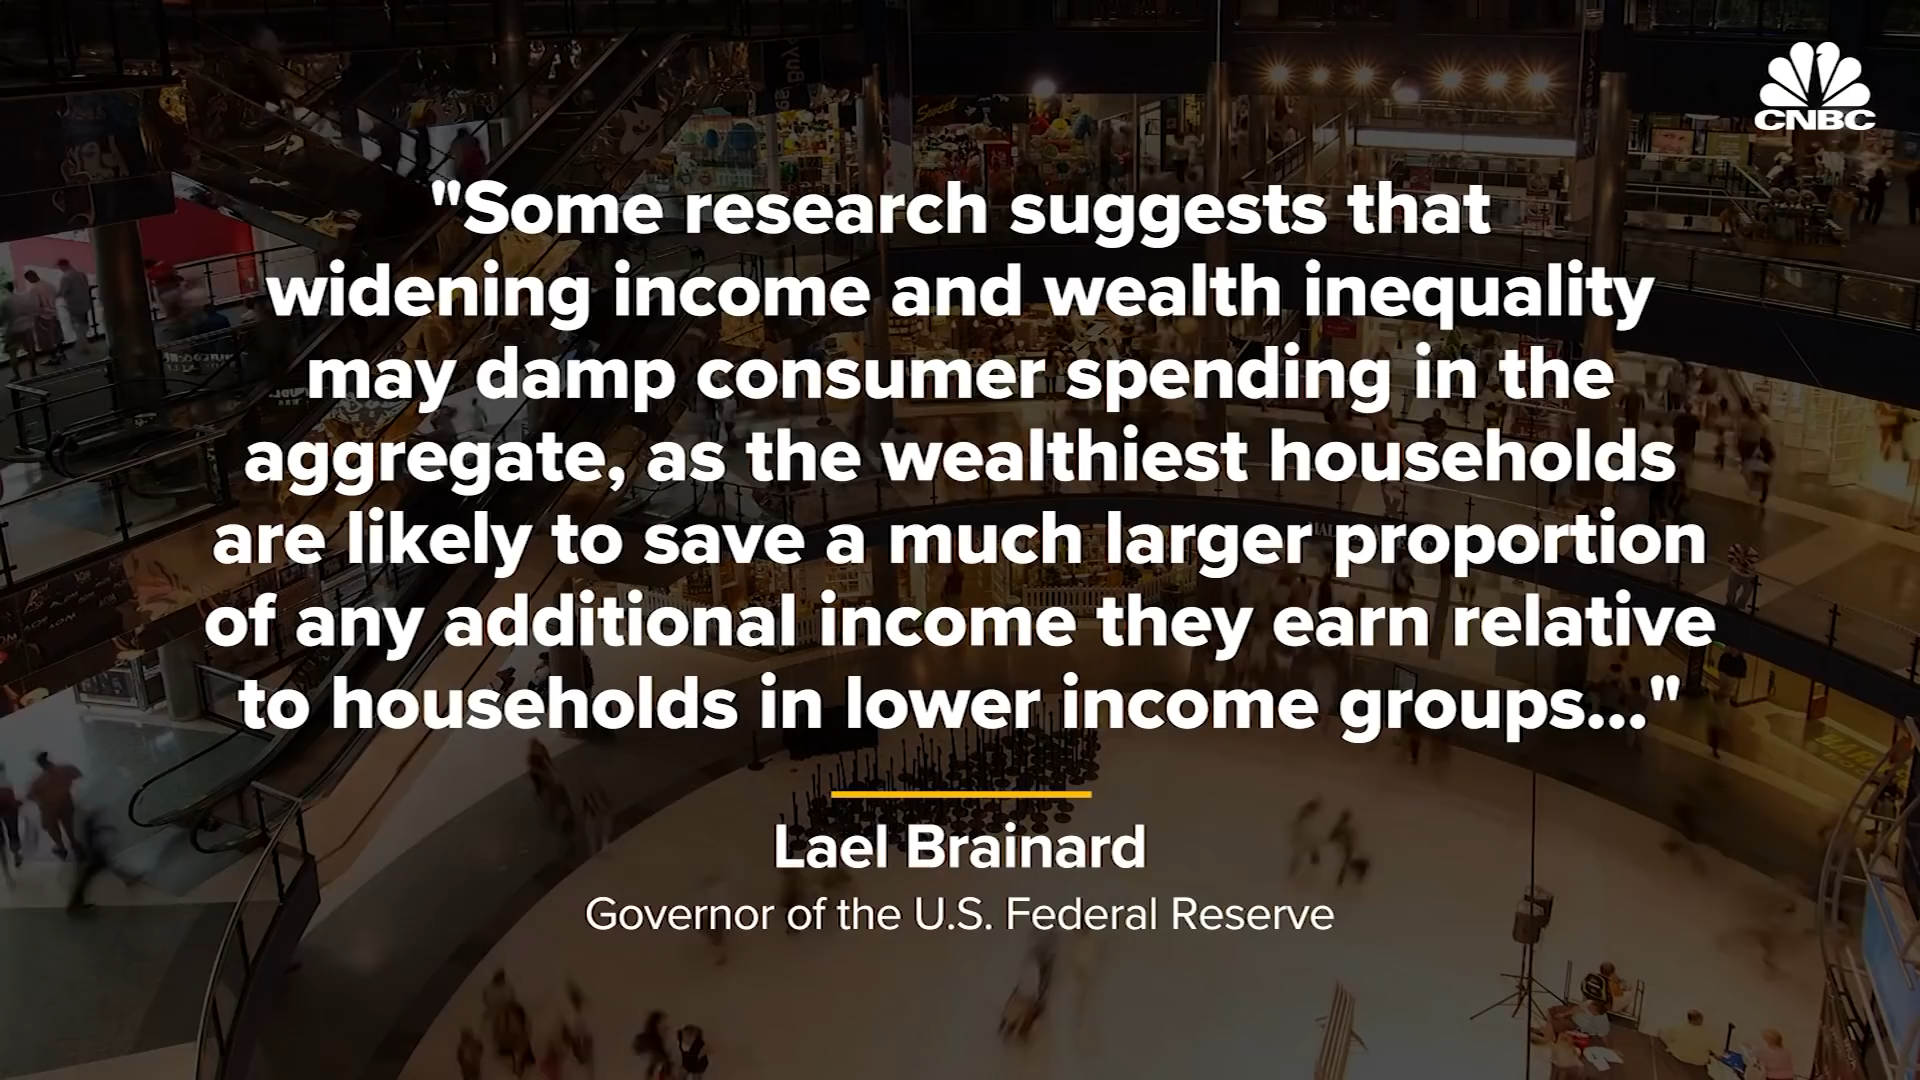 CNBC
"Some research suggests that
widening income and wealth inequality
may damp consumer spending in the
aggregate, as the wealthiest households
are likely to save a much larger proportion
of any additional income they earn relative
to households in lower income groups..."
Lael Brainard
Governor of the U.S. Federal Reserve